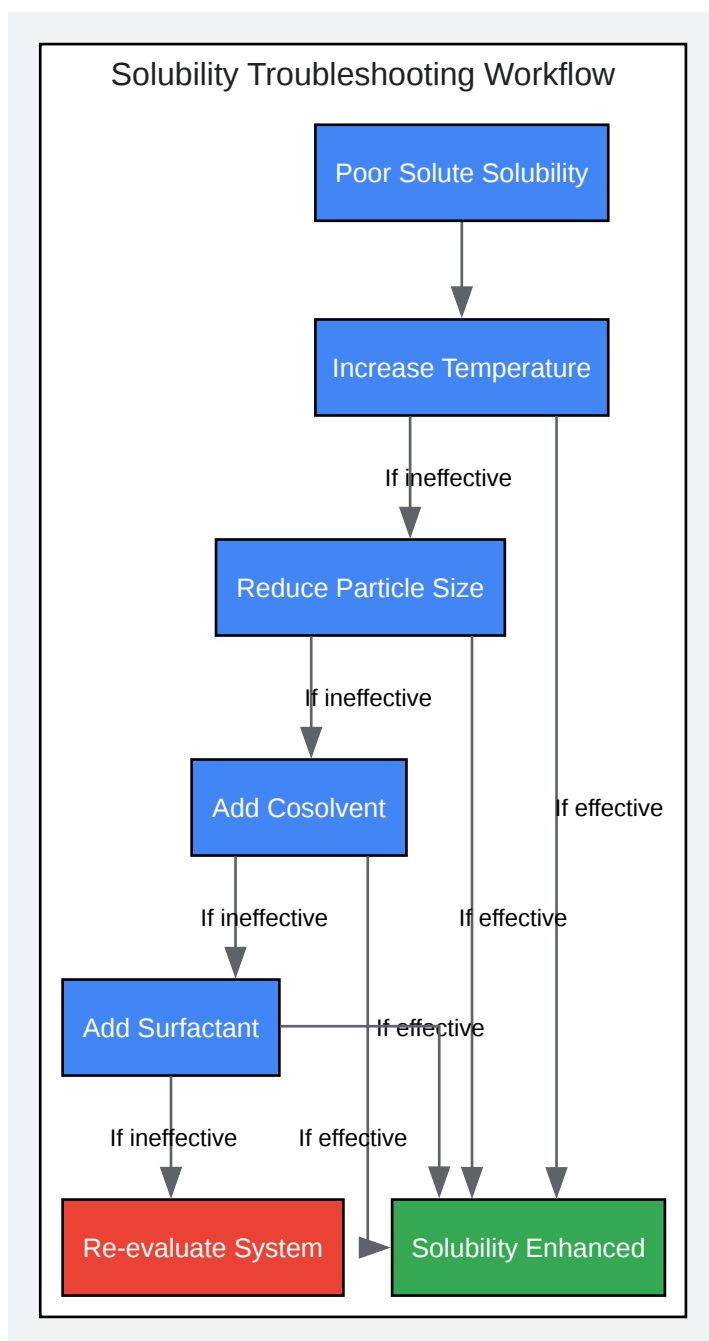 Solubility Troubleshooting Workflow
Poor Solute Solubility
Increase Temperature
If ineffective
Reduce Particle Size
If ineffective
Add Cosolvent
If effective
If ineffective
If effective
Add Surfactant
If effective
If ineffective
If effective
Re-evaluate System
Solubility Enhanced